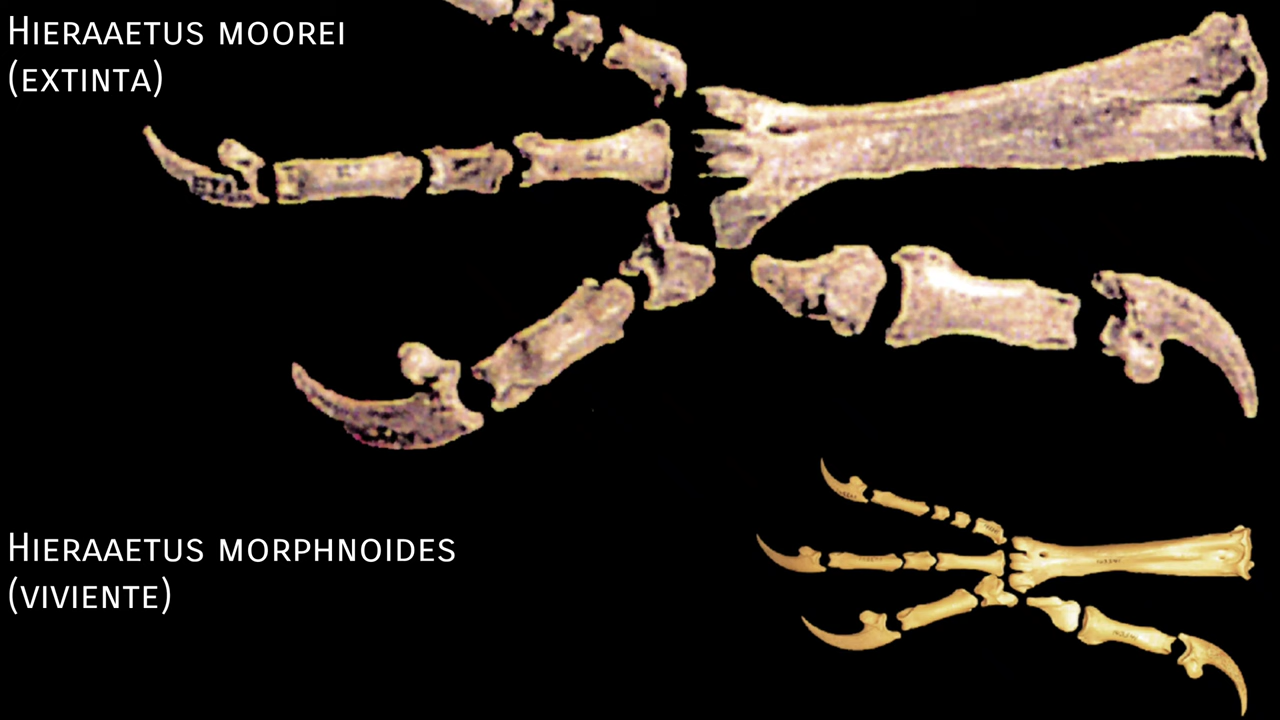 Hieraaetus moorei
(extinta)
Hieraaetus morphnoides
(viviente)